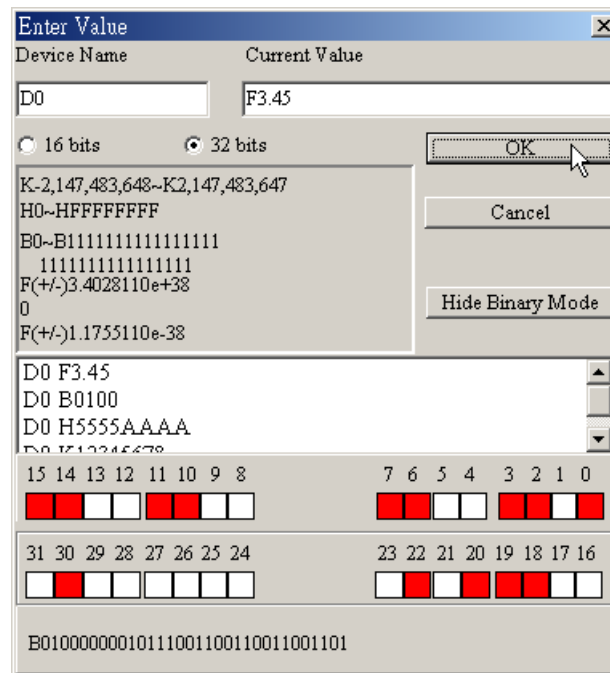 Enter Value
Device Name Current Value
D0 F3.45
16 bits 32 bits
OK
K-2,147,483,648~K2,147,483,647
H0~HFFFFFFFF
Cancel
B0~B1111111111111111
1111111111111111
F(+/-)3.4028110e+38
0
Hide Binary Mode
F(+/-)1.1755110e-38
D0 F3.45
D0 B0100
D0 H5555AAAA
D0 K12345678
15 14 13 12 11 10 9 8 7 6 5 4 3 2 1 0
31 30 29 28 27 26 25 24 23 22 21 20 19 18 17 16
B01000000010111001100110011001101